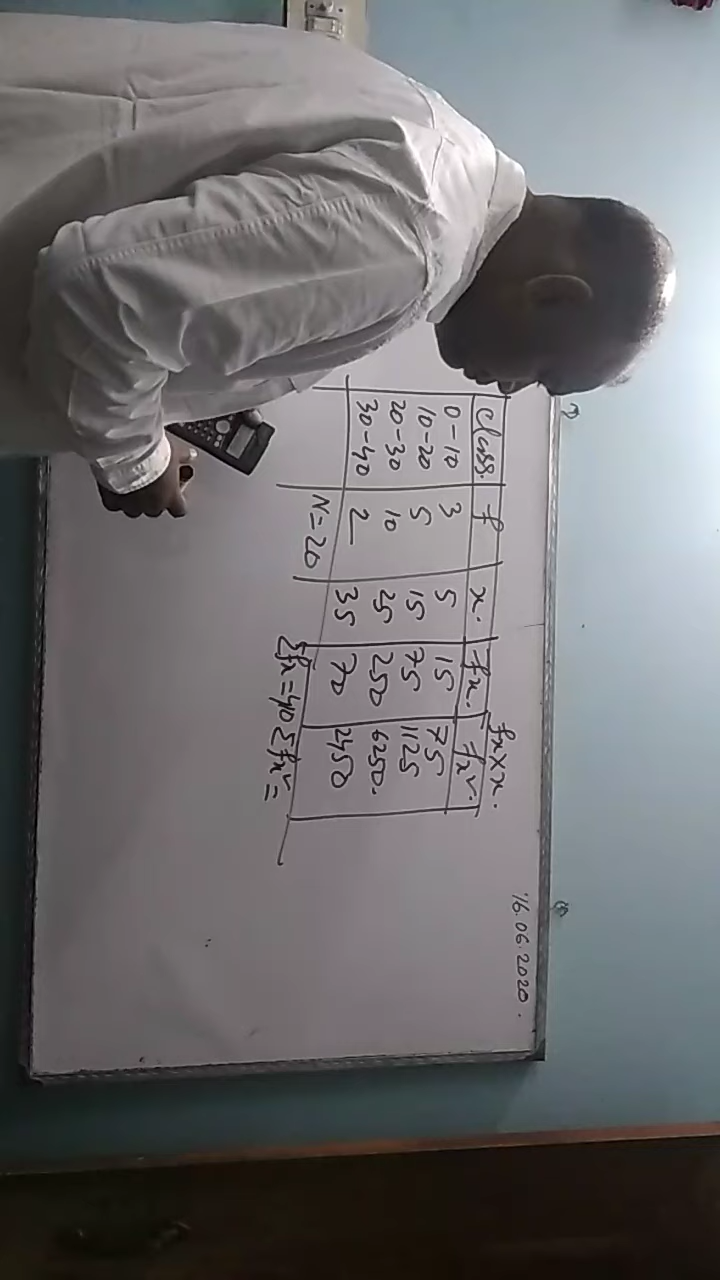 16.06.2020.
fx×x.
Class. f x. fx. fx².
0-10 3 5 15 75
10-20 5 15 75 1125
20-30 10 25 250 6250.
30-40 2 35 70 2450
N=20 Σfx=410 Σfx²=